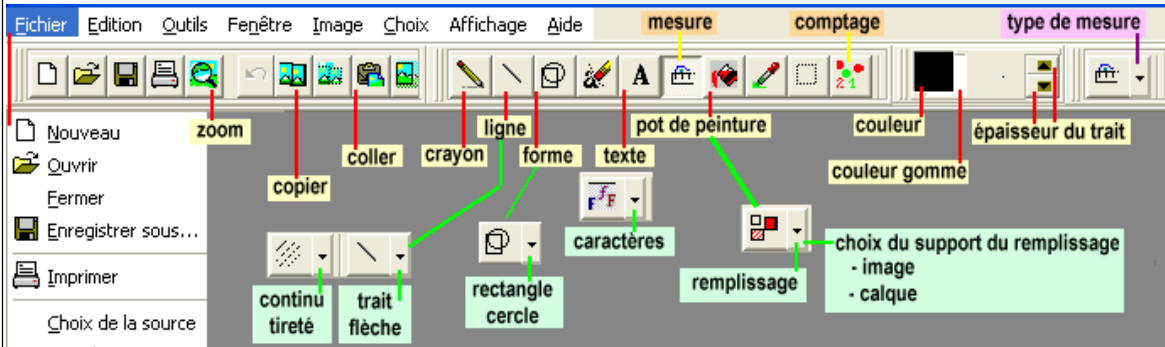 Fichier Edition Outils Fenêtre Image Choix Affichage Aide
mesure
comptage
type de mesure
A
2 1
Nouveau
zoom
ligne
pot de peinture
couleur
épaisseur du trait
Ouvrir
coller
crayon
forme
texte
couleur gomme
Fermer
copier
F f F
Enregistrer sous...
caractères
choix du support du remplissage
- image
- calque
Imprimer
remplissage
continu
tireté
trait
flèche
rectangle
cercle
Choix de la source